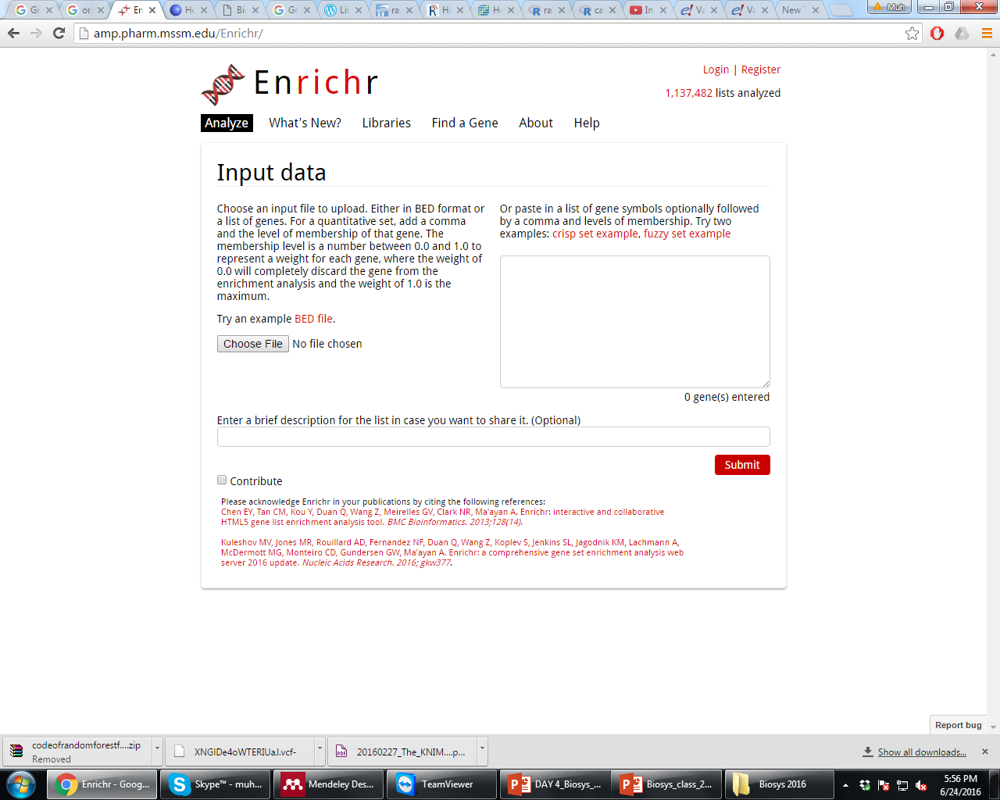 Gr
or
En
Ho
Bi
Go
Lis
ra
He
He
ra
ca
In
Va
Va
New
Muh
amp.pharm.mssm.edu/Enrichr/
Enrichr
Login | Register
1,137,482 lists analyzed
Analyze What's New? Libraries Find a Gene About Help
Input data
Choose an input file to upload. Either in BED format or
a list of genes. For a quantitative set, add a comma
and the level of membership of that gene. The
membership level is a number between 0.0 and 1.0 to
represent a weight for each gene, where the weight of
0.0 will completely discard the gene from the
enrichment analysis and the weight of 1.0 is the
maximum.
Try an example BED file.
Choose File No file chosen
Or paste in a list of gene symbols optionally followed
by a comma and levels of membership. Try two
examples: crisp set example, fuzzy set example
0 gene(s) entered
Enter a brief description for the list in case you want to share it. (Optional)
Submit
Contribute
Please acknowledge Enrichr in your publications by citing the following references:
Chen EY, Tan CM, Kou Y, Duan Q, Wang Z, Meirelles GV, Clark NR, Ma'ayan A. Enrichr: interactive and collaborative
HTML5 gene list enrichment analysis tool. BMC Bioinformatics. 2013;128(14).
Kuleshov MV, Jones MR, Rouillard AD, Fernandez NF, Duan Q, Wang Z, Koplev S, Jenkins SL, Jagodnik KM, Lachmann A,
McDermott MG, Monteiro CD, Gundersen GW, Ma'ayan A. Enrichr: a comprehensive gene set enrichment analysis web
server 2016 update. Nucleic Acids Research. 2016; gkw377.
Report bug
codeofrandomforestf....zip
Removed
XNGIDe4oWTERIUaJ.vcf-
20160227_The_KNIM....p...
Show all downloads...
Enrichr - Goog...
Skype™ - muh...
Mendeley Des...
TeamViewer
DAY 4_Biosys_...
Biosys_class_2...
Biosys 2016
5:56 PM
6/24/2016